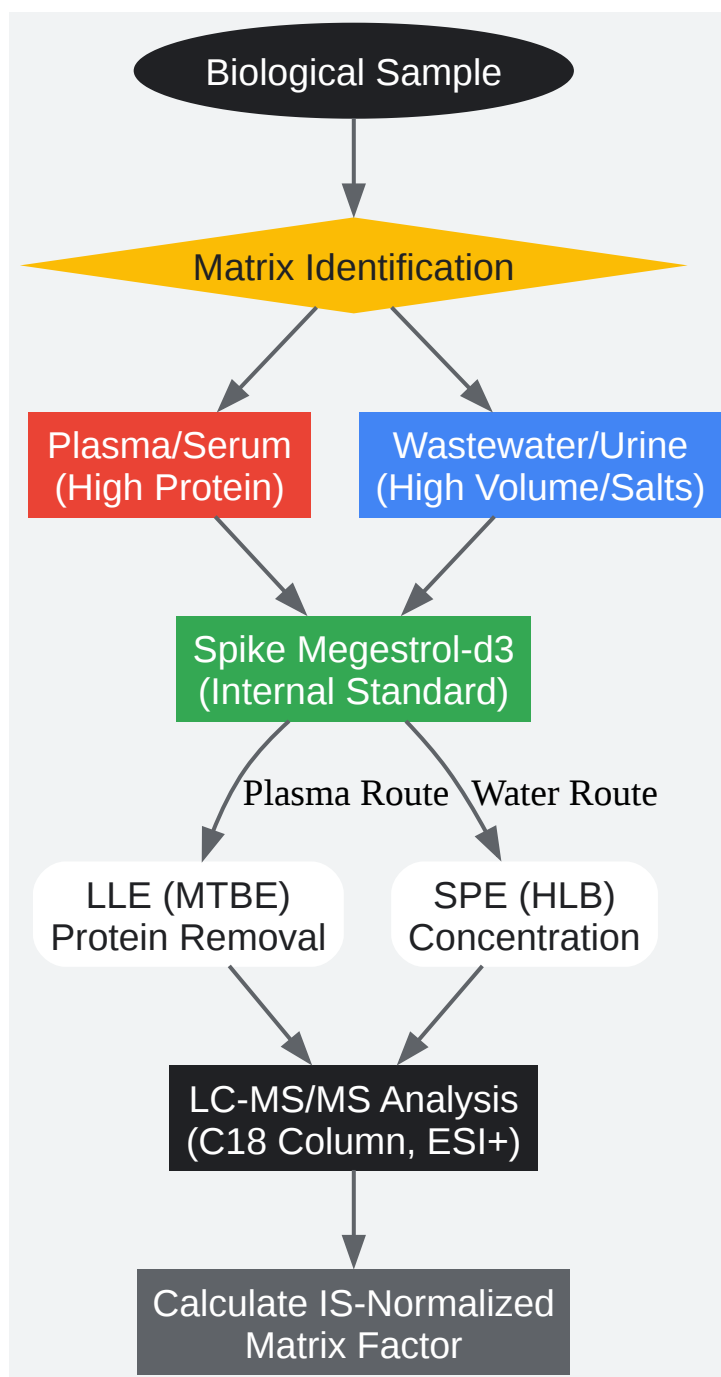 Biological Sample
Matrix Identification
Plasma/Serum
(High Protein)
Wastewater/Urine
(High Volume/Salts)
Spike Megestrol-d3
(Internal Standard)
Plasma Route
Water Route
LLE (MTBE)
Protein Removal
SPE (HLB)
Concentration
LC-MS/MS Analysis
(C18 Column, ESI+)
Calculate IS-Normalized
Matrix Factor